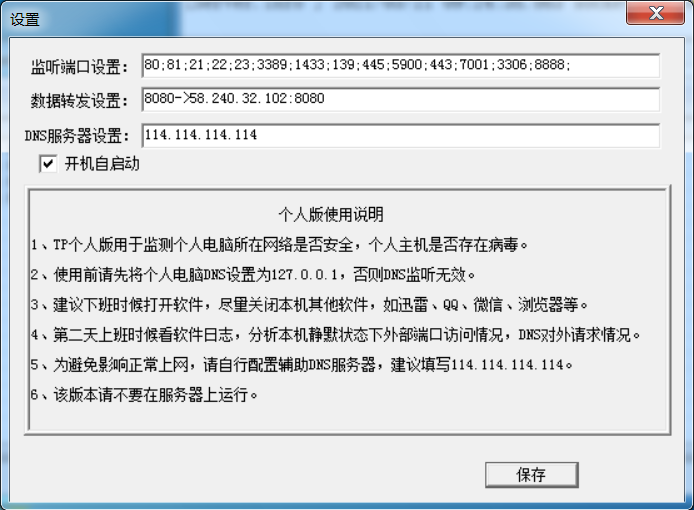 设置
监听端口设置： 80;81;21;22;23;3389;1433;139;445;5900;443;7001;3306;8888;
数据转发设置： 8080->58.240.32.102:8080
DNS服务器设置： 114.114.114.114
开机自启动
个人版使用说明
1、TP个人版用于监测个人电脑所在网络是否安全，个人主机是否存在病毒。
2、使用前请先将个人电脑DNS设置为127.0.0.1，否则DNS监听无效。
3、建议下班时候打开软件，尽量关闭本机其他软件，如迅雷、QQ、微信、浏览器等。
4、第二天上班时候看软件日志，分析本机静默状态下外部端口访问情况，DNS对外请求情况。
5、为避免影响正常上网，请自行配置辅助DNS服务器，建议填写114.114.114.114。
6、该版本请不要在服务器上运行。
保存